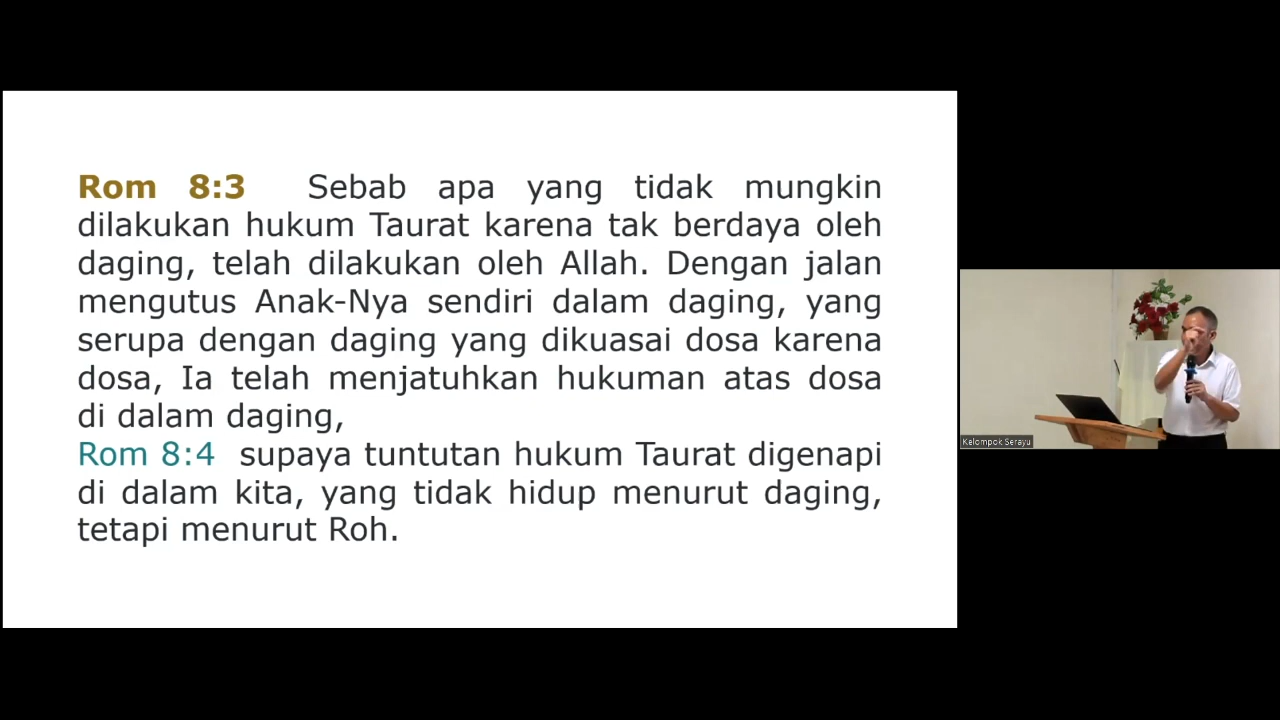 Rom 8:3 Sebab apa yang tidak mungkin
dilakukan hukum Taurat karena tak berdaya oleh
daging, telah dilakukan oleh Allah. Dengan jalan
mengutus Anak-Nya sendiri dalam daging, yang
serupa dengan daging yang dikuasai dosa karena
dosa, Ia telah menjatuhkan hukuman atas dosa
di dalam daging,
Rom 8:4 supaya tuntutan hukum Taurat digenapi
di dalam kita, yang tidak hidup menurut daging,
tetapi menurut Roh.
Kelompok Serayu